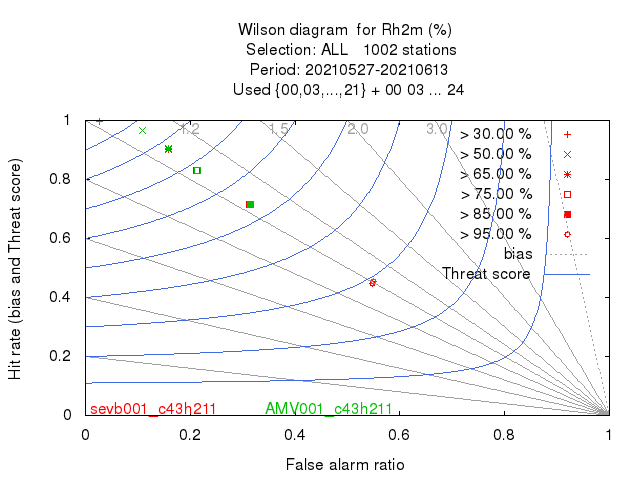 Wilson diagram  for Rh2m (%)
Selection: ALL   1002 stations
Period: 20210527-20210613
Used {00,03,...,21} + 00 03 ... 24
1
0.8
0.6
0.4
0.2
0
Hit rate (bias and Threat score)
1.2
1.5
2.0
3.0
> 30.00 %
> 50.00 %
> 65.00 %
> 75.00 %
> 85.00 %
> 95.00 %
bias
Threat score
sevb001_c43h211
AMV001_c43h211
0
0.2
0.4
0.6
0.8
1
False alarm ratio